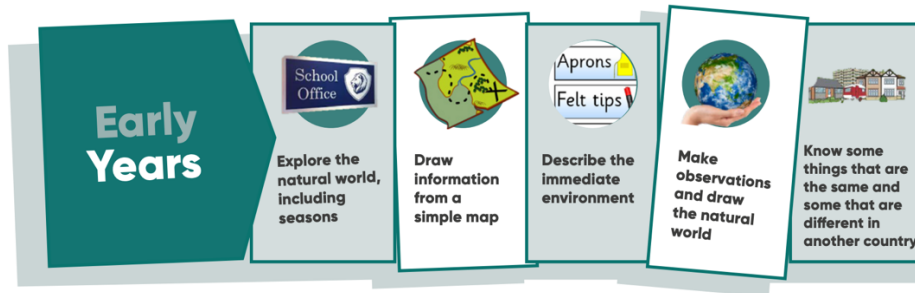 Early
Years
School
Office
Explore the
natural world,
including
seasons
Draw
information
from a
simple map
Aprons
Felt tips
Describe the
immediate
environment
Make
observations
and draw
the natural
world
Know some
things that are
the same and
some that are
different in
another country